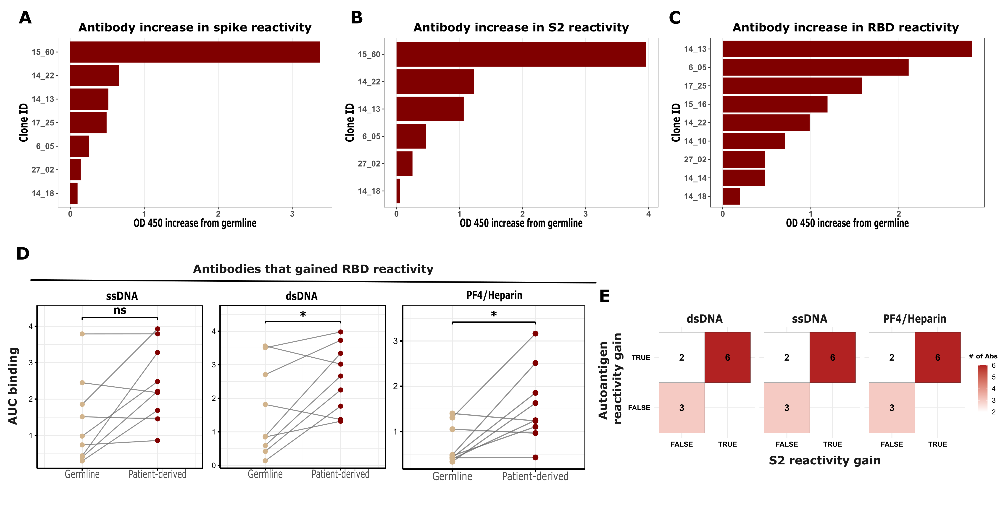 A
Antibody increase in spike reactivity
Clone ID
15_60
14_22
14_13
17_25
6_05
27_02
14_18
0 1 2 3
OD 450 increase from germline
B
Antibody increase in S2 reactivity
Clone ID
15_60
14_22
14_13
6_05
27_02
14_18
0 1 2 3 4
OD 450 increase from germline
C
Antibody increase in RBD reactivity
Clone ID
14_13
6_05
17_25
15_16
14_22
14_10
27_02
14_14
14_18
0 1 2
OD 450 increase from germline
D
Antibodies that gained RBD reactivity
AUC binding
ssDNA
ns
4
3
2
1
Germline Patient-derived
dsDNA
*
4
3
2
1
0
Germline Patient-derived
PF4/Heparin
*
3
2
1
Germline Patient-derived
E
Autoantigen
reactivity gain
dsDNA ssDNA PF4/Heparin
TRUE 2 6 2 6 2 6
FALSE 3 3 3
FALSE TRUE FALSE TRUE FALSE TRUE
S2 reactivity gain
# of Abs
6
5
4
3
2